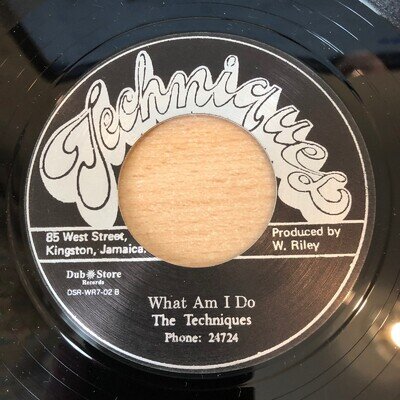 Techniques
85 West Street,
Kingston, Jamaica.
Produced by
W. Riley
Dub Store
Records
DSR-WR7-02 B
What Am I Do
The Techniques
Phone: 24724